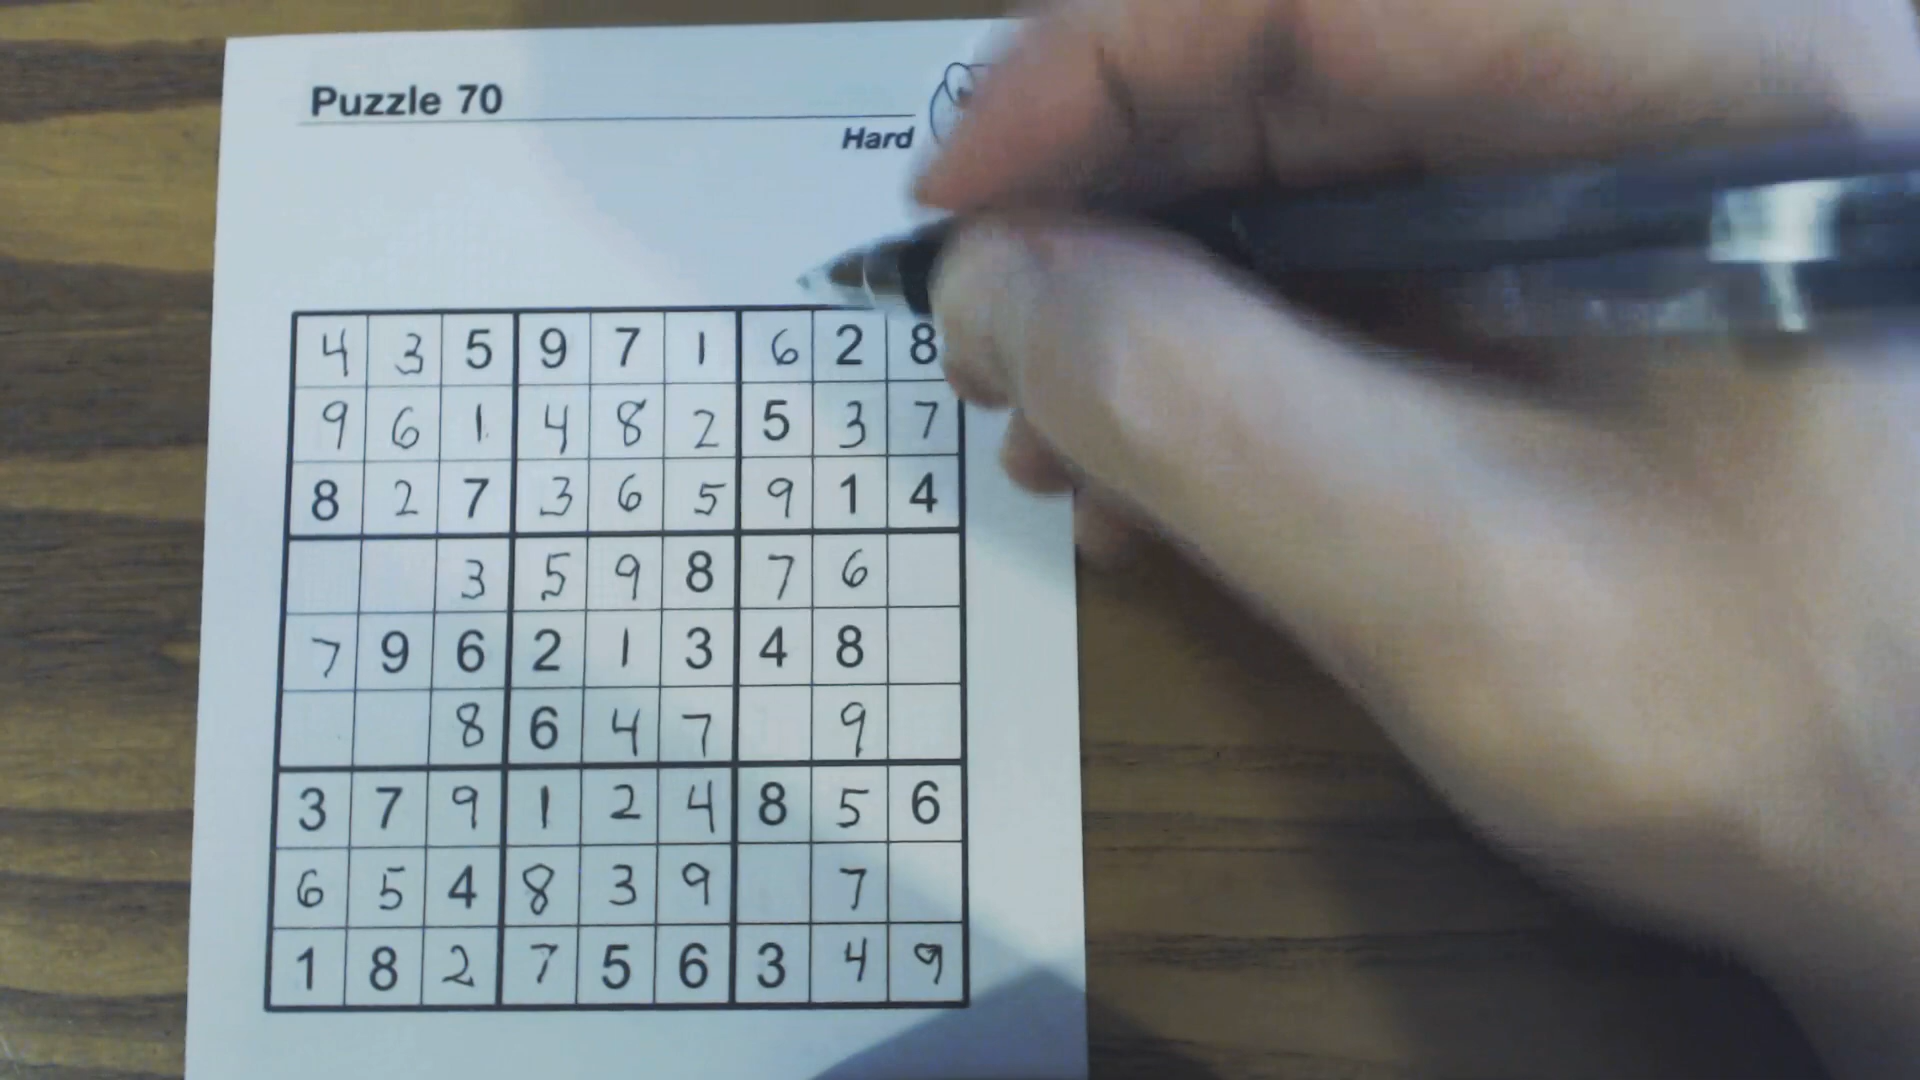 Puzzle 70
Hard
4 3 5 9 7 1 6 2 8
9 6 1 4 8 2 5 3 7
8 2 7 3 6 5 9 1 4
3 5 9 8 7 6
7 9 6 2 1 3 4 8
8 6 4 7 9
3 7 9 1 2 4 8 5 6
6 5 4 8 3 9 7
1 8 2 7 5 6 3 4 9